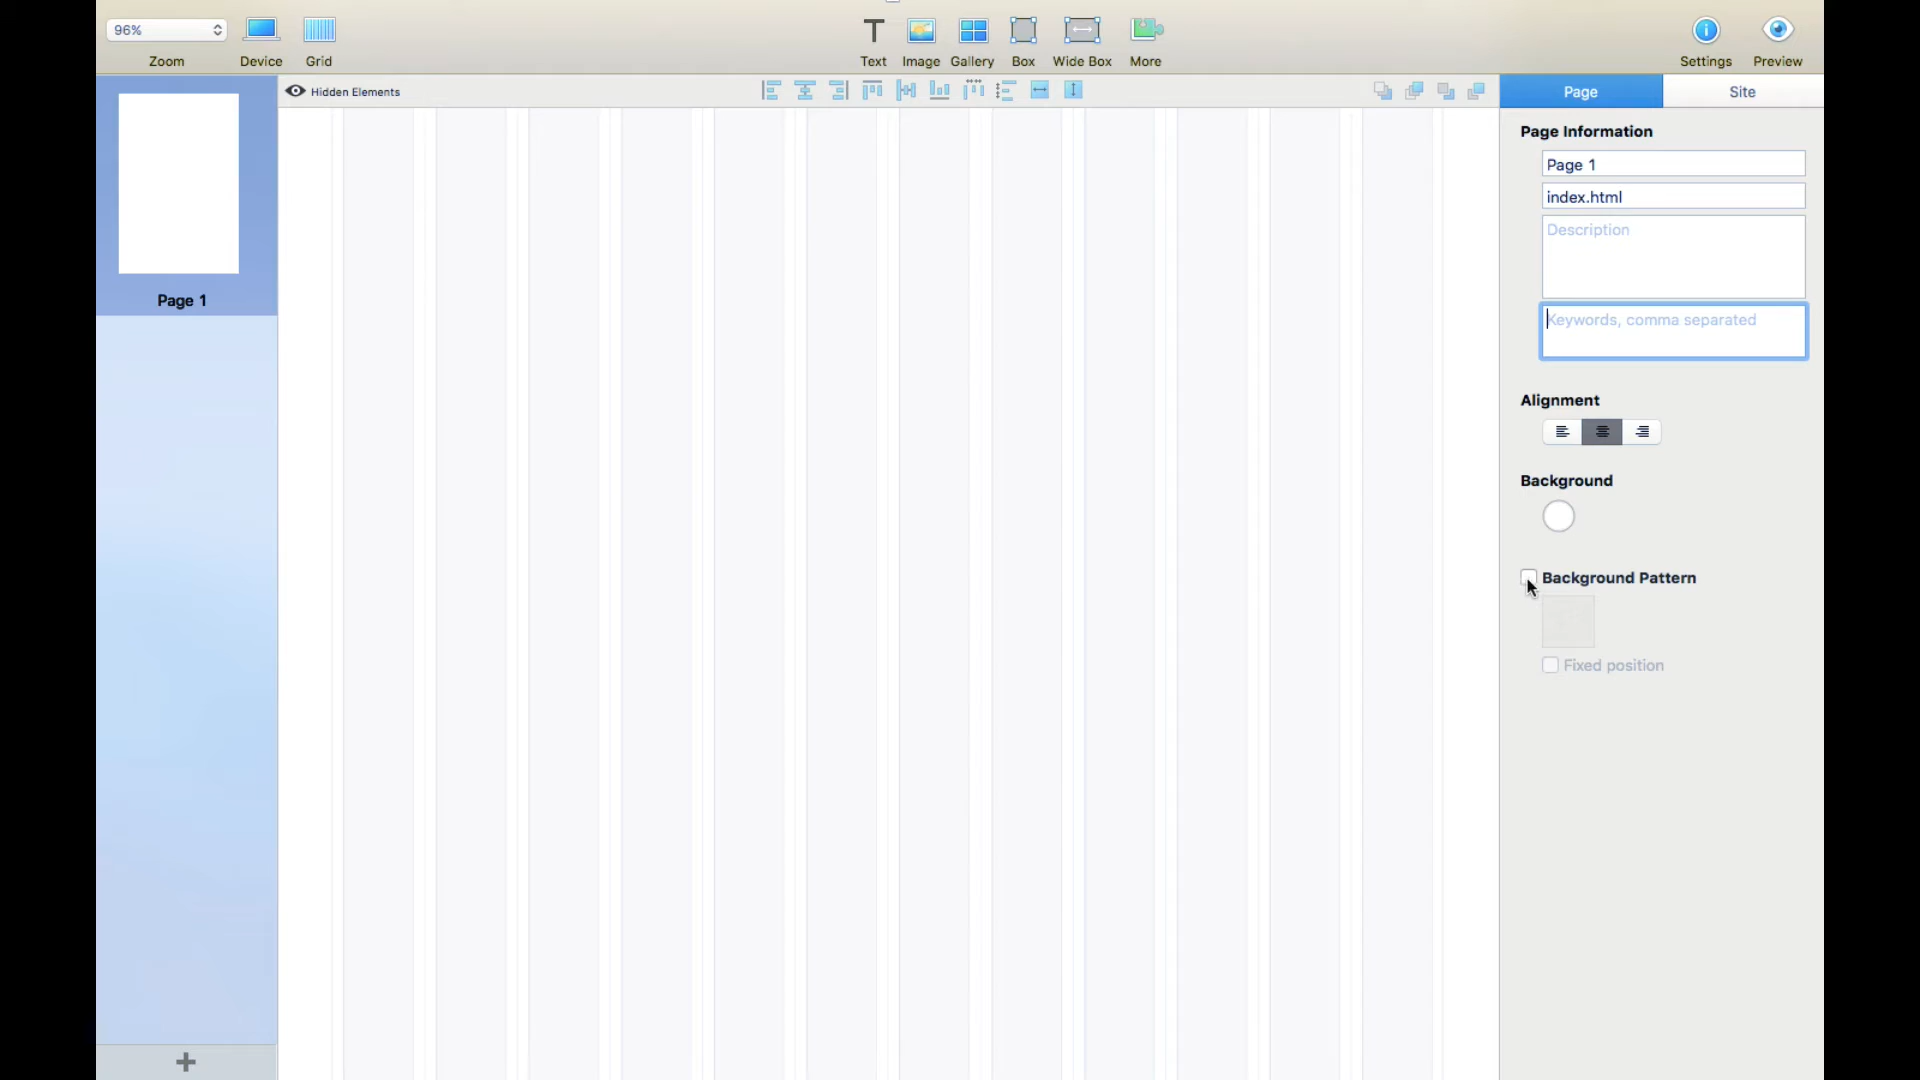 96%
Zoom
Device
Grid
Text
Image
Gallery
Box
Wide Box
More
Settings
Preview
Hidden Elements
Page
Site
Page 1
Page Information
Page 1
index.html
Description
Keywords, comma separated
Alignment
Background
Background Pattern
Fixed position